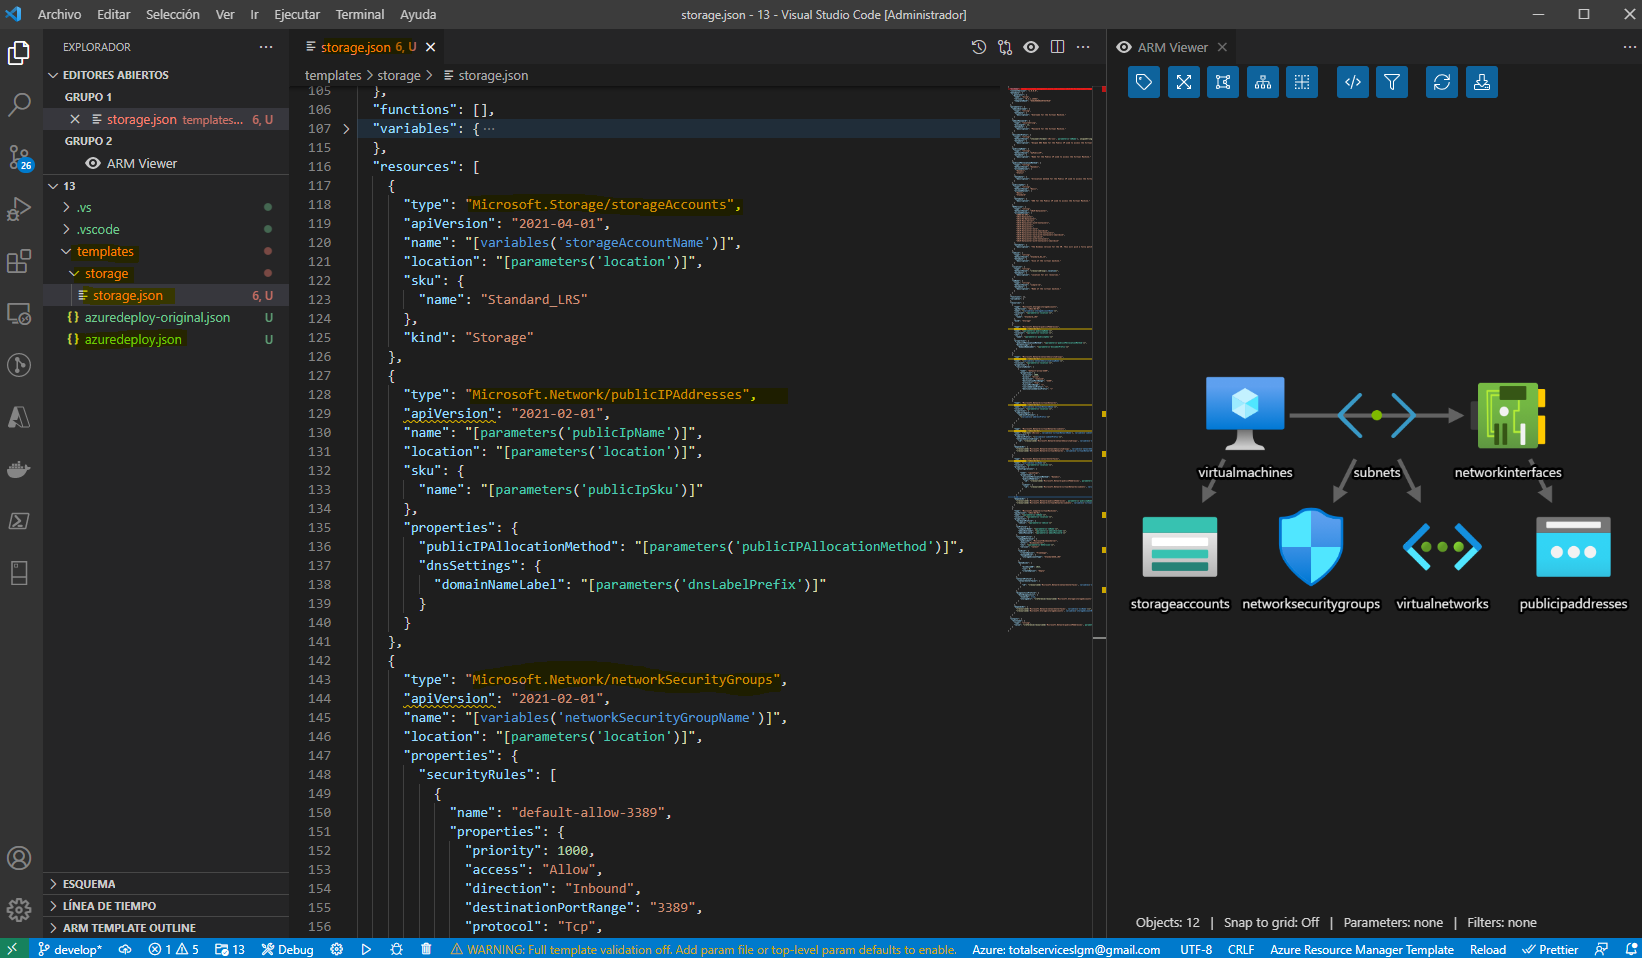 Archivo Editar Selección Ver Ir Ejecutar Terminal Ayuda
storage.json - 13 - Visual Studio Code [Administrador]
EXPLORADOR
EDITORES ABIERTOS
GRUPO 1
storage.json templates... 6, U
GRUPO 2
ARM Viewer
13
.vs
.vscode
templates
storage
storage.json 6, U
azuredeploy-original.json U
azuredeploy.json U
26
ESQUEMA
LÍNEA DE TIEMPO
ARM TEMPLATE OUTLINE
storage.json 6, U
templates > storage > storage.json
105 },
106 "functions": [],
107 "variables": { ...
115 },
116 "resources": [
117 {
118 "type": "Microsoft.Storage/storageAccounts",
119 "apiVersion": "2021-04-01",
120 "name": "[variables('storageAccountName')]",
121 "location": "[parameters('location')]",
122 "sku": {
123 "name": "Standard_LRS"
124 },
125 "kind": "Storage"
126 },
127 {
128 "type": "Microsoft.Network/publicIPAddresses",
129 "apiVersion": "2021-02-01",
130 "name": "[parameters('publicIpName')]",
131 "location": "[parameters('location')]",
132 "sku": {
133 "name": "[parameters('publicIpSku')]"
134 },
135 "properties": {
136 "publicIPAllocationMethod": "[parameters('publicIPAllocationMethod')]",
137 "dnsSettings": {
138 "domainNameLabel": "[parameters('dnsLabelPrefix')]"
139 }
140 }
141 },
142 {
143 "type": "Microsoft.Network/networkSecurityGroups",
144 "apiVersion": "2021-02-01",
145 "name": "[variables('networkSecurityGroupName')]",
146 "location": "[parameters('location')]",
147 "properties": {
148 "securityRules": [
149 {
150 "name": "default-allow-3389",
151 "properties": {
152 "priority": 1000,
153 "access": "Allow",
154 "direction": "Inbound",
155 "destinationPortRange": "3389",
156 "protocol": "Tcp",
ARM Viewer
virtualmachines
subnets
networkinterfaces
storageaccounts
networksecuritygroups
virtualnetworks
publicipaddresses
Objects: 12 | Snap to grid: Off | Parameters: none | Filters: none
develop* 1 5 13 Debug WARNING: Full template validation off. Add param file or top-level param defaults to enable. Azure: totalserviceslgm@gmail.com UTF-8 CRLF Azure Resource Manager Template Reload Prettier